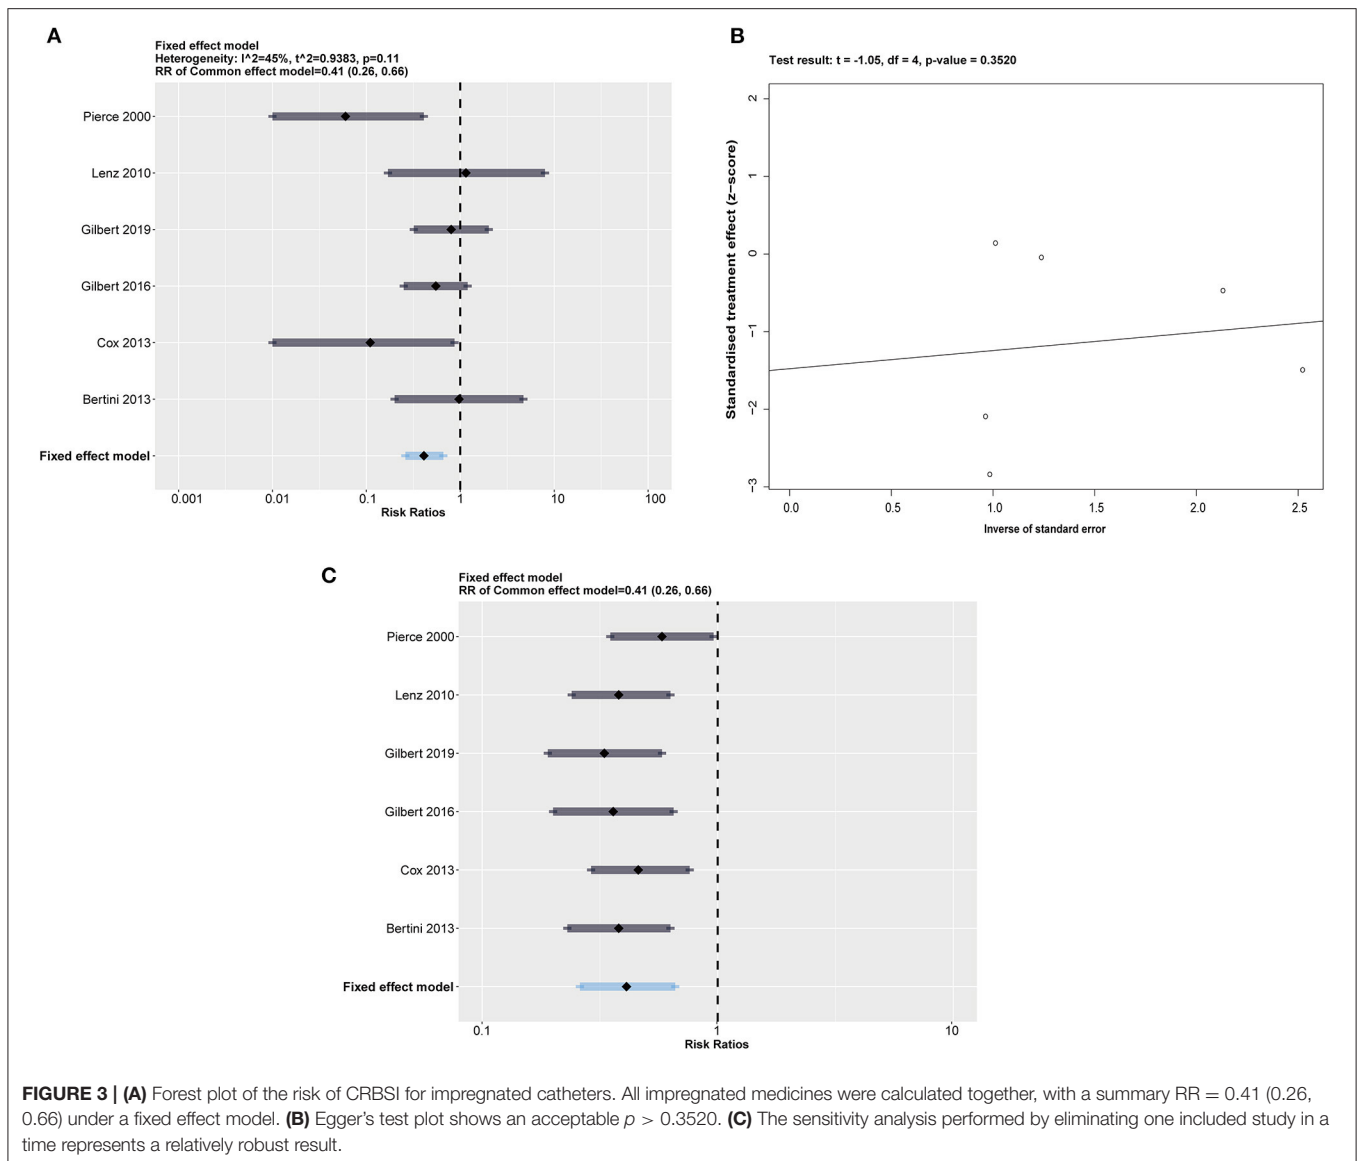 A
Fixed effect model
Heterogeneity: I^2=45%, t^2=0.9383, p=0.11
RR of Common effect model=0.41 (0.26, 0.66)
Pierce 2000
Lenz 2010
Gilbert 2019
Gilbert 2016
Cox 2013
Bertini 2013
Fixed effect model
0.001 0.01 0.1 1 10 100
Risk Ratios
B
Test result: t = -1.05, df = 4, p-value = 0.3520
Standardised treatment effect (z−score)
2
1
0
−1
−2
−3
0.0 0.5 1.0 1.5 2.0 2.5
Inverse of standard error
C
Fixed effect model
RR of Common effect model=0.41 (0.26, 0.66)
Pierce 2000
Lenz 2010
Gilbert 2019
Gilbert 2016
Cox 2013
Bertini 2013
Fixed effect model
0.1 1 10
Risk Ratios
FIGURE 3 | (A) Forest plot of the risk of CRBSI for impregnated catheters. All impregnated medicines were calculated together, with a summary RR = 0.41 (0.26,
0.66) under a fixed effect model. (B) Egger's test plot shows an acceptable p > 0.3520. (C) The sensitivity analysis performed by eliminating one included study in a
time represents a relatively robust result.